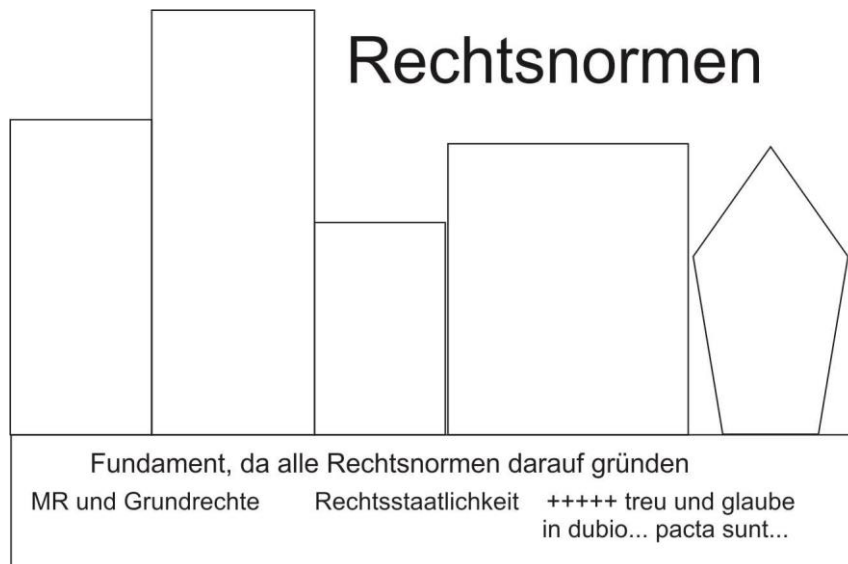 Rechtsnormen
Fundament, da alle Rechtsnormen darauf gründen
MR und Grundrechte Rechtsstaatlichkeit +++++ treu und glaube
in dubio... pacta sunt...